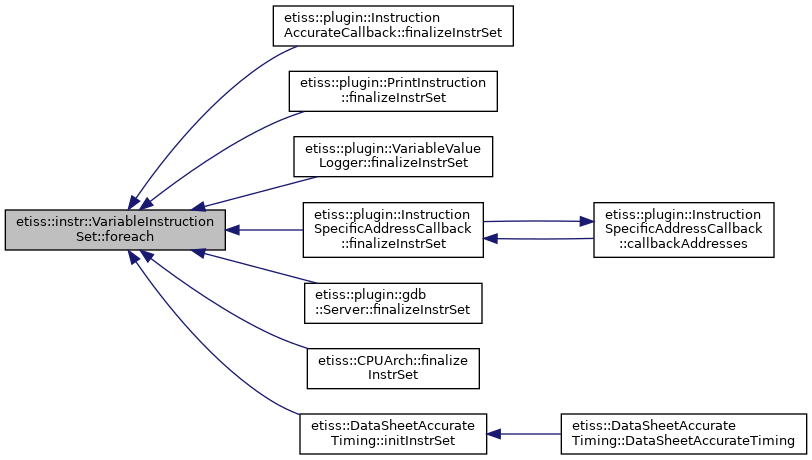 etiss::plugin::Instruction
AccurateCallback::finalizeInstrSet
etiss::plugin::PrintInstruction
::finalizeInstrSet
etiss::plugin::VariableValue
Logger::finalizeInstrSet
etiss::instr::VariableInstruction
Set::foreach
etiss::plugin::Instruction
SpecificAddressCallback
::finalizeInstrSet
etiss::plugin::Instruction
SpecificAddressCallback
::callbackAddresses
etiss::plugin::gdb
::Server::finalizeInstrSet
etiss::CPUArch::finalize
InstrSet
etiss::DataSheetAccurate
Timing::initInstrSet
etiss::DataSheetAccurate
Timing::DataSheetAccurateTiming